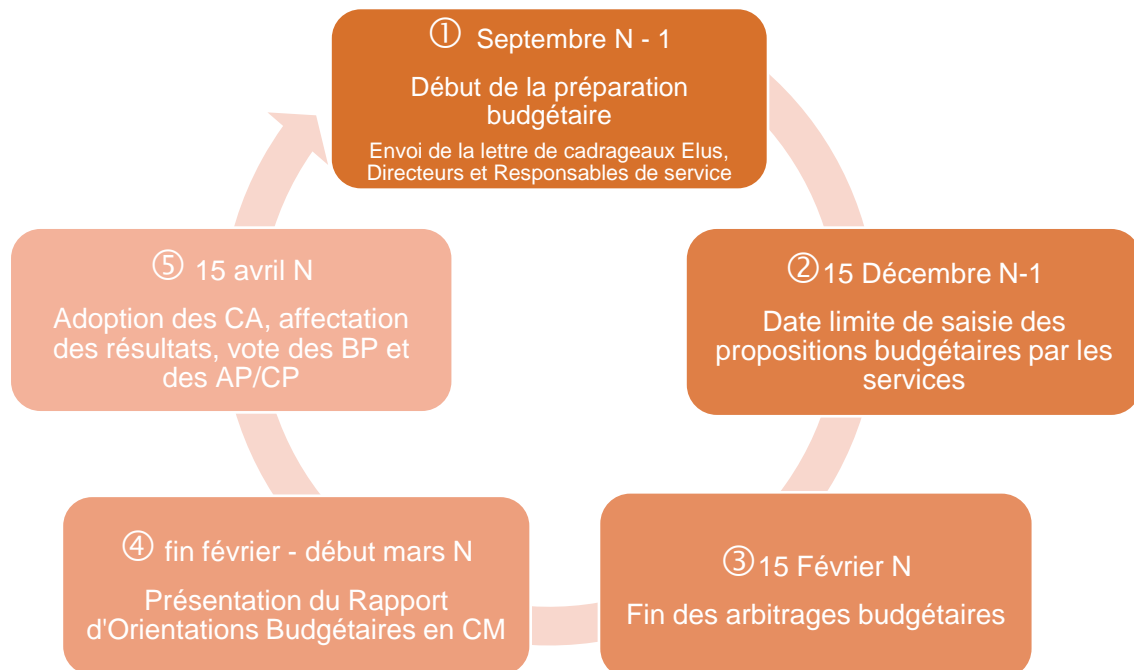 ① Septembre N - 1
Début de la préparation
budgétaire
Envoi de la lettre de cadrageaux Elus,
Directeurs et Responsables de service
②15 Décembre N-1
Date limite de saisie des
propositions budgétaires par les
services
③15 Février N
Fin des arbitrages budgétaires
④ fin février - début mars N
Présentation du Rapport
d'Orientations Budgétaires en CM
⑤ 15 avril N
Adoption des CA, affectation
des résultats, vote des BP et
des AP/CP